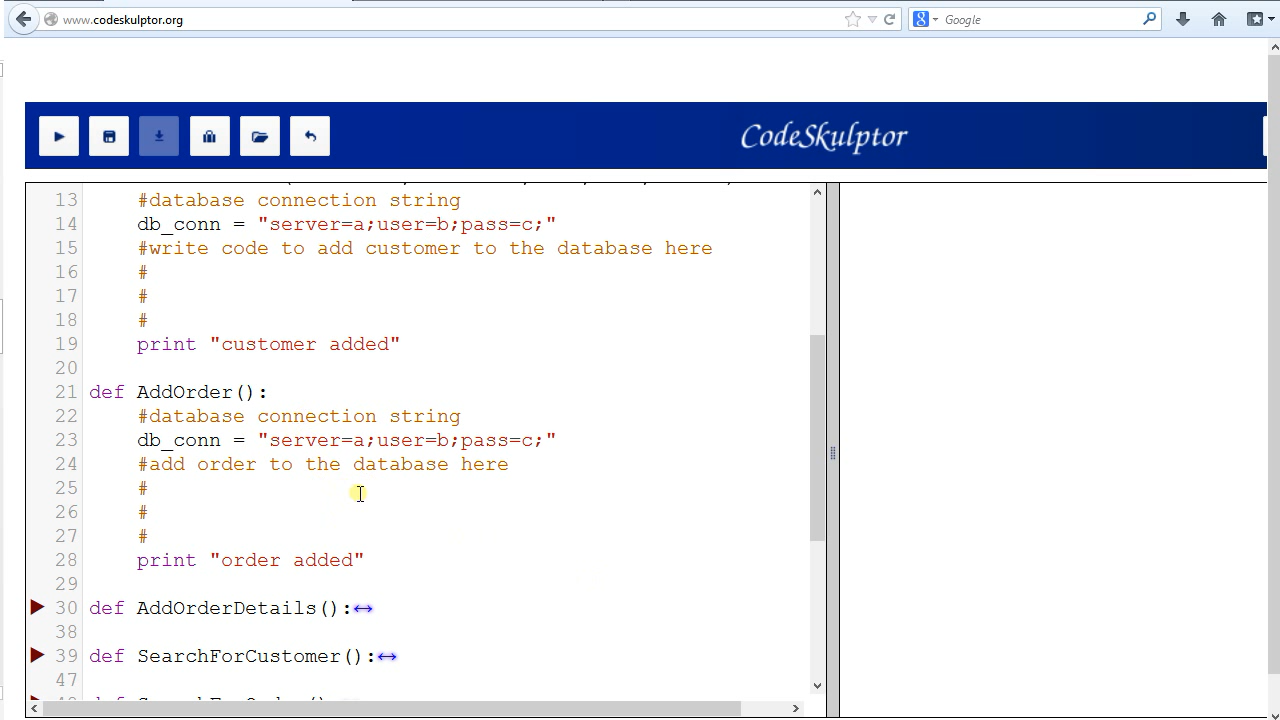 www.codeskulptor.org
Google
CodeSkulptor
13 #database connection string
14 db_conn = "server=a;user=b;pass=c;"
15 #write code to add customer to the database here
16 #
17 #
18 #
19 print "customer added"
20
21 def AddOrder():
22 #database connection string
23 db_conn = "server=a;user=b;pass=c;"
24 #add order to the database here
25 #
26 #
27 #
28 print "order added"
29
30 def AddOrderDetails():
38
39 def SearchForCustomer():
47